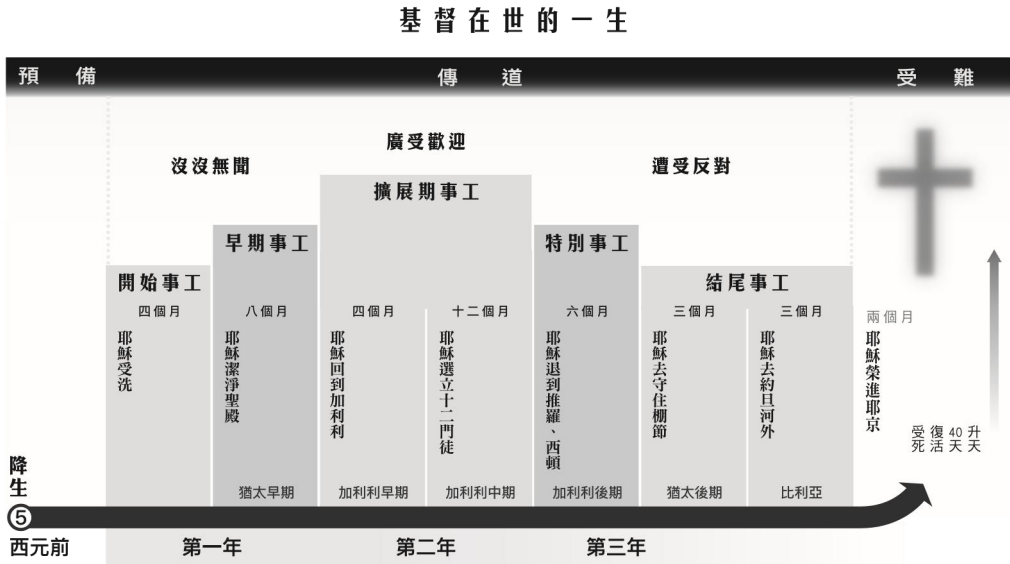 基督在世的一生
預備
傳道
受難
沒沒無聞
廣受歡迎
遭受反對
開始事工
早期事工
擴展期事工
特別事工
結尾事工
四個月
八個月
四個月
十二個月
六個月
三個月
三個月
兩個月
耶穌受洗
耶穌潔淨聖殿
耶穌回到加利利
耶穌選立十二門徒
耶穌退到推羅、西頓
耶穌去守住棚節
耶穌去約旦河外
耶穌榮進耶京
受死
復活
40天
升天
猶太早期
加利利早期
加利利中期
加利利後期
猶太後期
比利亞
降生
5
西元前
第一年
第二年
第三年